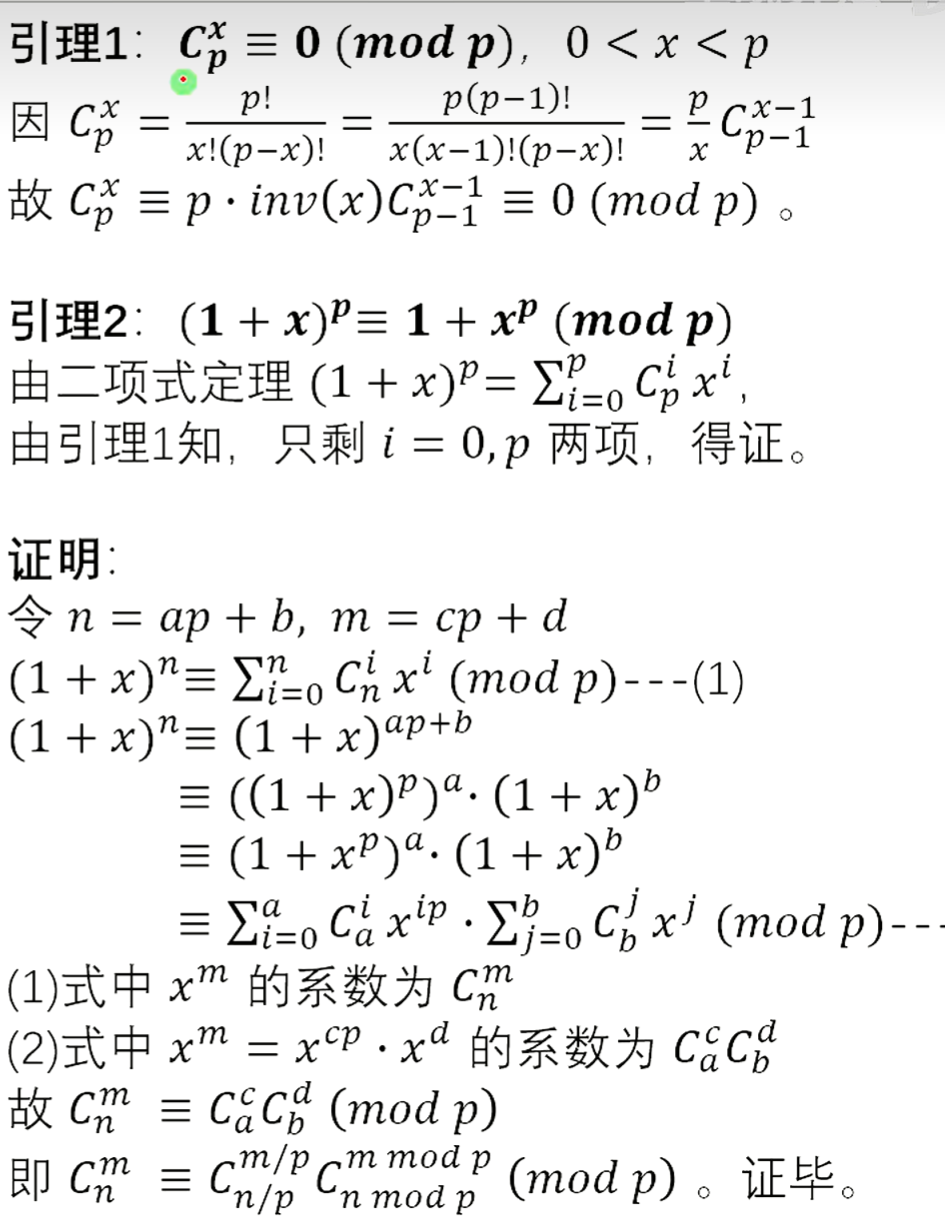 引理1：C_p^x ≡ 0 (mod p)，0 < x < p
因 C_p^x = p!/(x!(p−x)!) = p(p−1)!/(x(x−1)!(p−x)!) = p/x C_{p−1}^{x−1}
故 C_p^x ≡ p · inv(x)C_{p−1}^{x−1} ≡ 0 (mod p) 。
引理2：(1 + x)^p ≡ 1 + x^p (mod p)
由二项式定理 (1 + x)^p = ∑_{i=0}^p C_p^i x^i，
由引理1知，只剩 i = 0, p 两项，得证。
证明：
令 n = ap + b, m = cp + d
(1 + x)^n ≡ ∑_{i=0}^n C_n^i x^i (mod p)---(1)
(1 + x)^n ≡ (1 + x)^{ap+b}
≡ ((1 + x)^p)^a · (1 + x)^b
≡ (1 + x^p)^a · (1 + x)^b
≡ ∑_{i=0}^a C_a^i x^{ip} · ∑_{j=0}^b C_b^j x^j (mod p)---
(1)式中 x^m 的系数为 C_n^m
(2)式中 x^m = x^{cp} · x^d 的系数为 C_a^c C_b^d
故 C_n^m ≡ C_a^c C_b^d (mod p)
即 C_n^m ≡ C_{n/p}^{m/p} C_{n mod p}^{m mod p} (mod p) 。证毕。